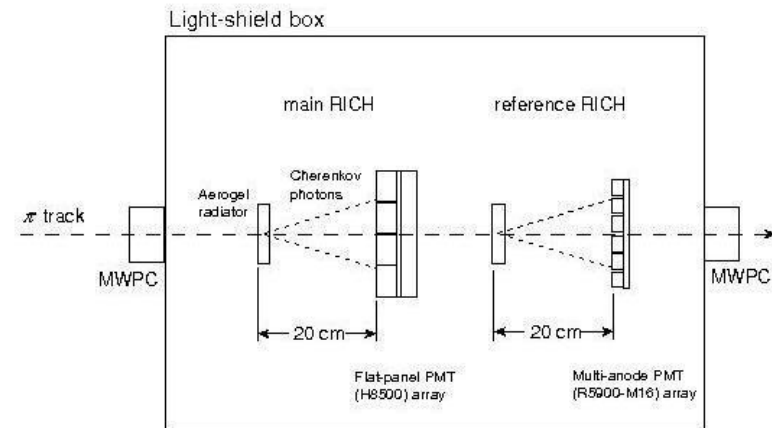 Light-shield box
main RICH
reference RICH
Aerogel
radiator
Cherenkov
photons
π track
MWPC
MWPC
20 cm
20 cm
Flat-panel PMT
(H8500) array
Multi-anode PMT
(R5900-M16) array